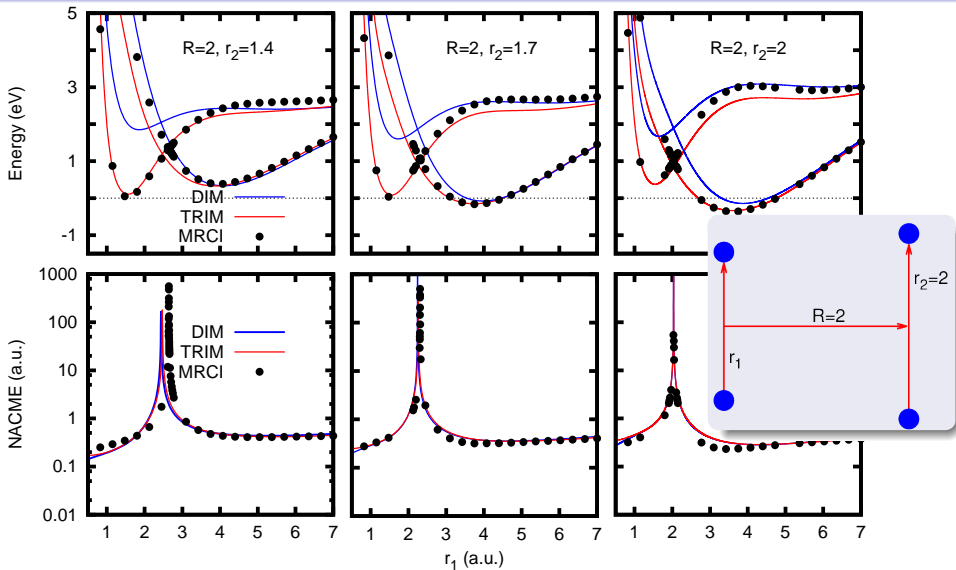 5
3
1
-1
Energy (eV)
R=2, r2=1.4
R=2, r2=1.7
R=2, r2=2
DIM
TRIM
MRCI
1000
100
10
1
0.1
0.01
NACME (a.u.)
DIM
TRIM
MRCI
R=2
r2=2
r1
1 2 3 4 5 6 7
1 2 3 4 5 6 7
1 2 3 4 5 6 7
r1 (a.u.)